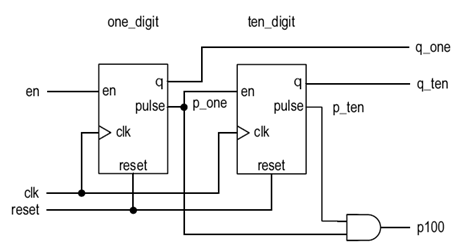 one_digit ten_digit
q_one
q q
q_ten
en en en
pulse p_one pulse p_ten
clk clk
reset reset
clk
reset
p100